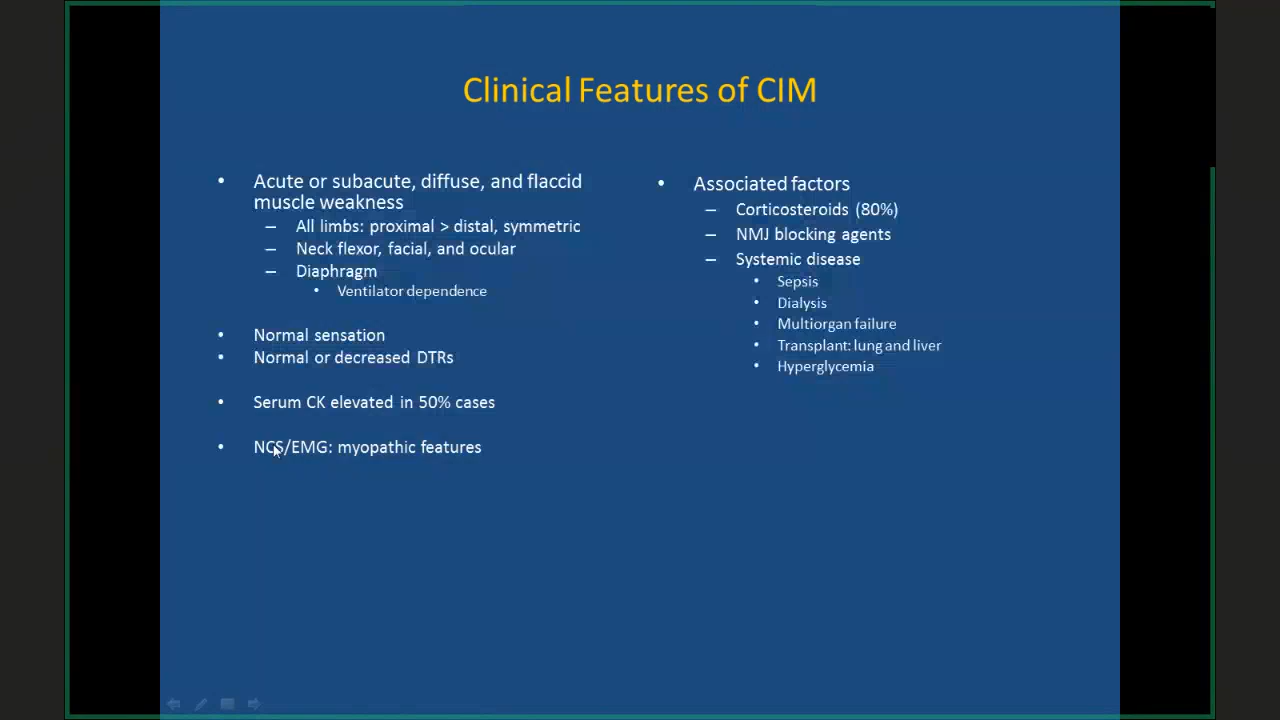 Clinical Features of CIM
• Acute or subacute, diffuse, and flaccid
muscle weakness
– All limbs: proximal > distal, symmetric
– Neck flexor, facial, and ocular
– Diaphragm
• Ventilator dependence
• Normal sensation
• Normal or decreased DTRs
• Serum CK elevated in 50% cases
• NCS/EMG: myopathic features
• Associated factors
– Corticosteroids (80%)
– NMJ blocking agents
– Systemic disease
• Sepsis
• Dialysis
• Multiorgan failure
• Transplant: lung and liver
• Hyperglycemia